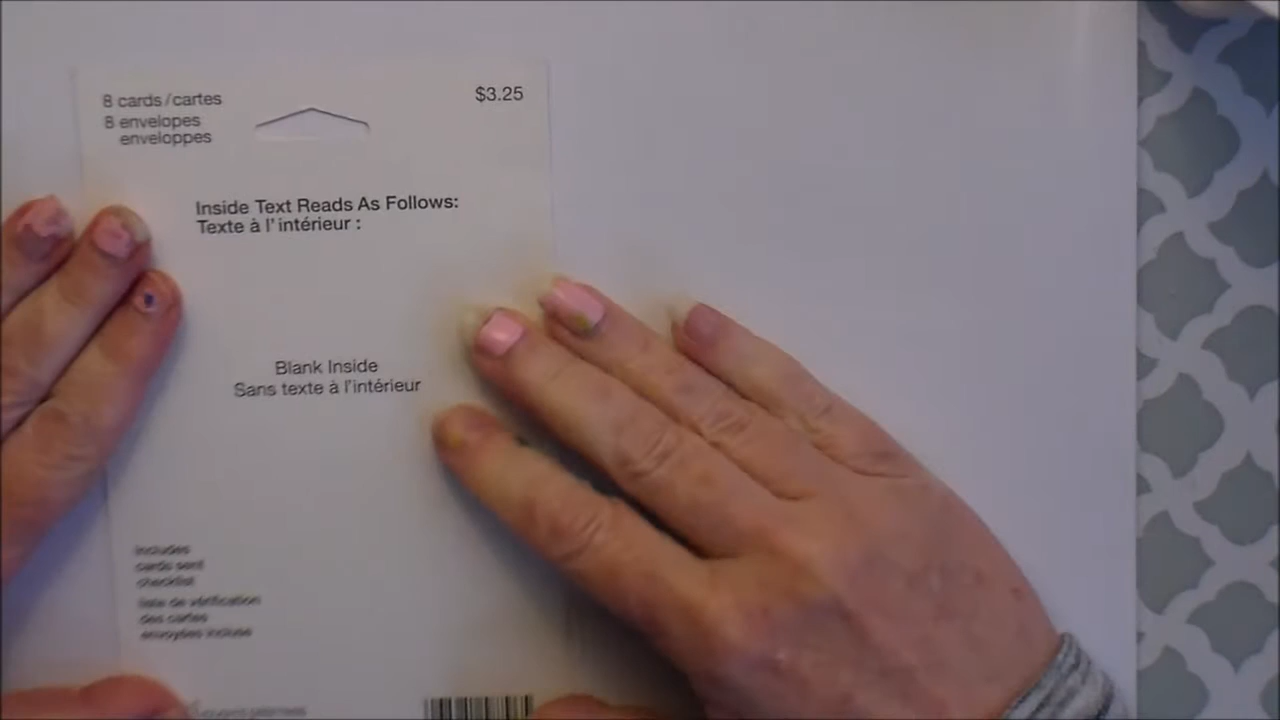 8 cards/cartes
8 envelopes
enveloppes
$3.25
Inside Text Reads As Follows:
Texte à l'intérieur :
Blank Inside
Sans texte à l'intérieur
includes
cards sent
checklist
liste de vérification
des cartes
envoyées incluse